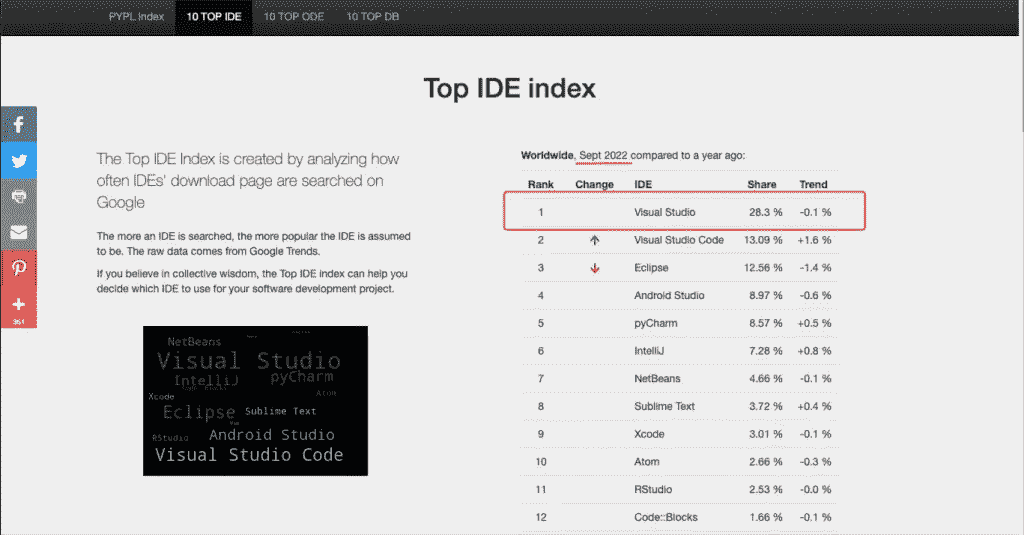 PYPL Index 10 TOP IDE 10 TOP ODE 10 TOP DB
Top IDE index
The Top IDE Index is created by analyzing how
often IDEs' download page are searched on
Google
The more an IDE is searched, the more popular the IDE is assumed
to be. The raw data comes from Google Trends.
If you believe in collective wisdom, the Top IDE index can help you
decide which IDE to use for your software development project.
NetBeans
Visual Studio
IntelliJ pyCharm
Xcode Atom
Eclipse Sublime Text
RStudio Android Studio
Visual Studio Code
Worldwide, Sept 2022 compared to a year ago:
Rank Change IDE Share Trend
1 Visual Studio 28.3 % -0.1 %
2 ↑ Visual Studio Code 13.09 % +1.6 %
3 ↓ Eclipse 12.56 % -1.4 %
4 Android Studio 8.97 % -0.6 %
5 pyCharm 8.57 % +0.5 %
6 IntelliJ 7.28 % +0.8 %
7 NetBeans 4.66 % -0.1 %
8 Sublime Text 3.72 % +0.4 %
9 Xcode 3.01 % -0.1 %
10 Atom 2.66 % -0.3 %
11 RStudio 2.53 % -0.0 %
12 Code::Blocks 1.66 % -0.1 %